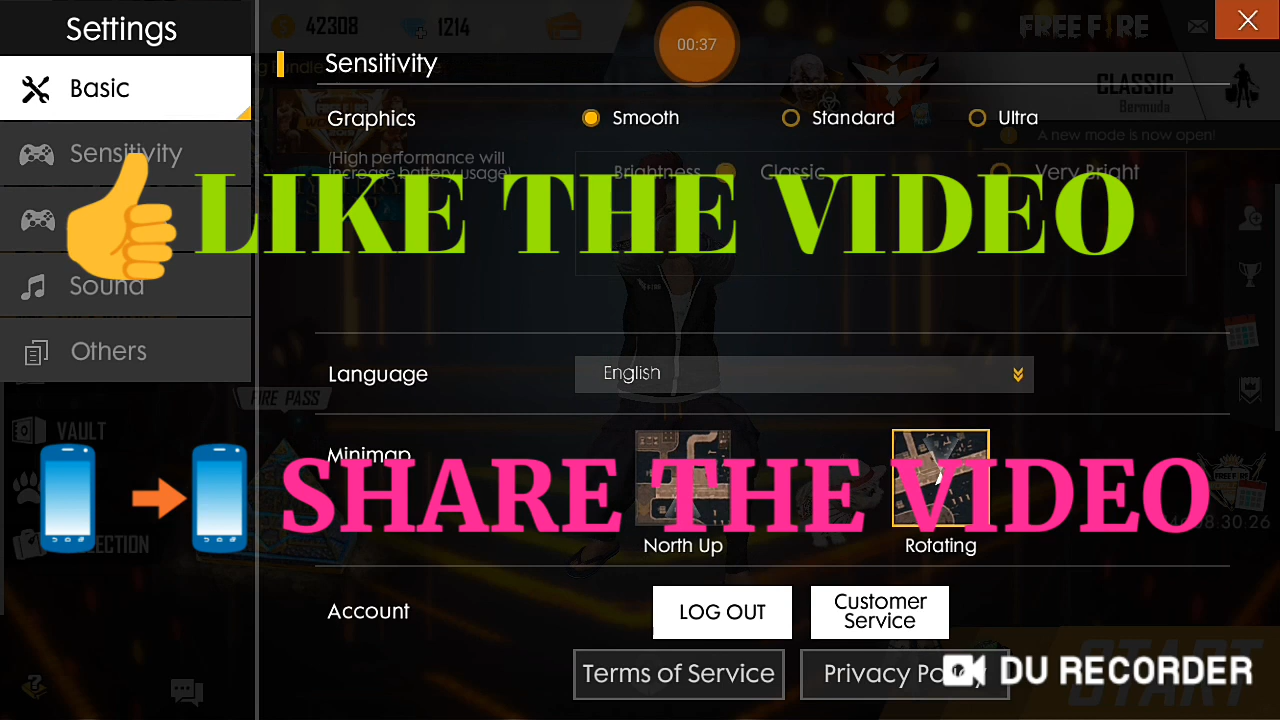 Settings
42308
1214
00:37
FREE FIRE
Sensitivity
Basic
CLASSIC
Bermuda
Graphics
Smooth
Standard
Ultra
A new mode is now open!
Sensitivity
(High performance will
increase battery usage)
Brightness
Classic
Very Bright
LIKE THE VIDEO
Sound
Others
Language
English
FIRE PASS
VAULT
Minimap
SHARE THE VIDEO
North Up
Rotating
Account
LOG OUT
Customer
Service
Terms of Service
Privacy Po
DU RECORDER
START